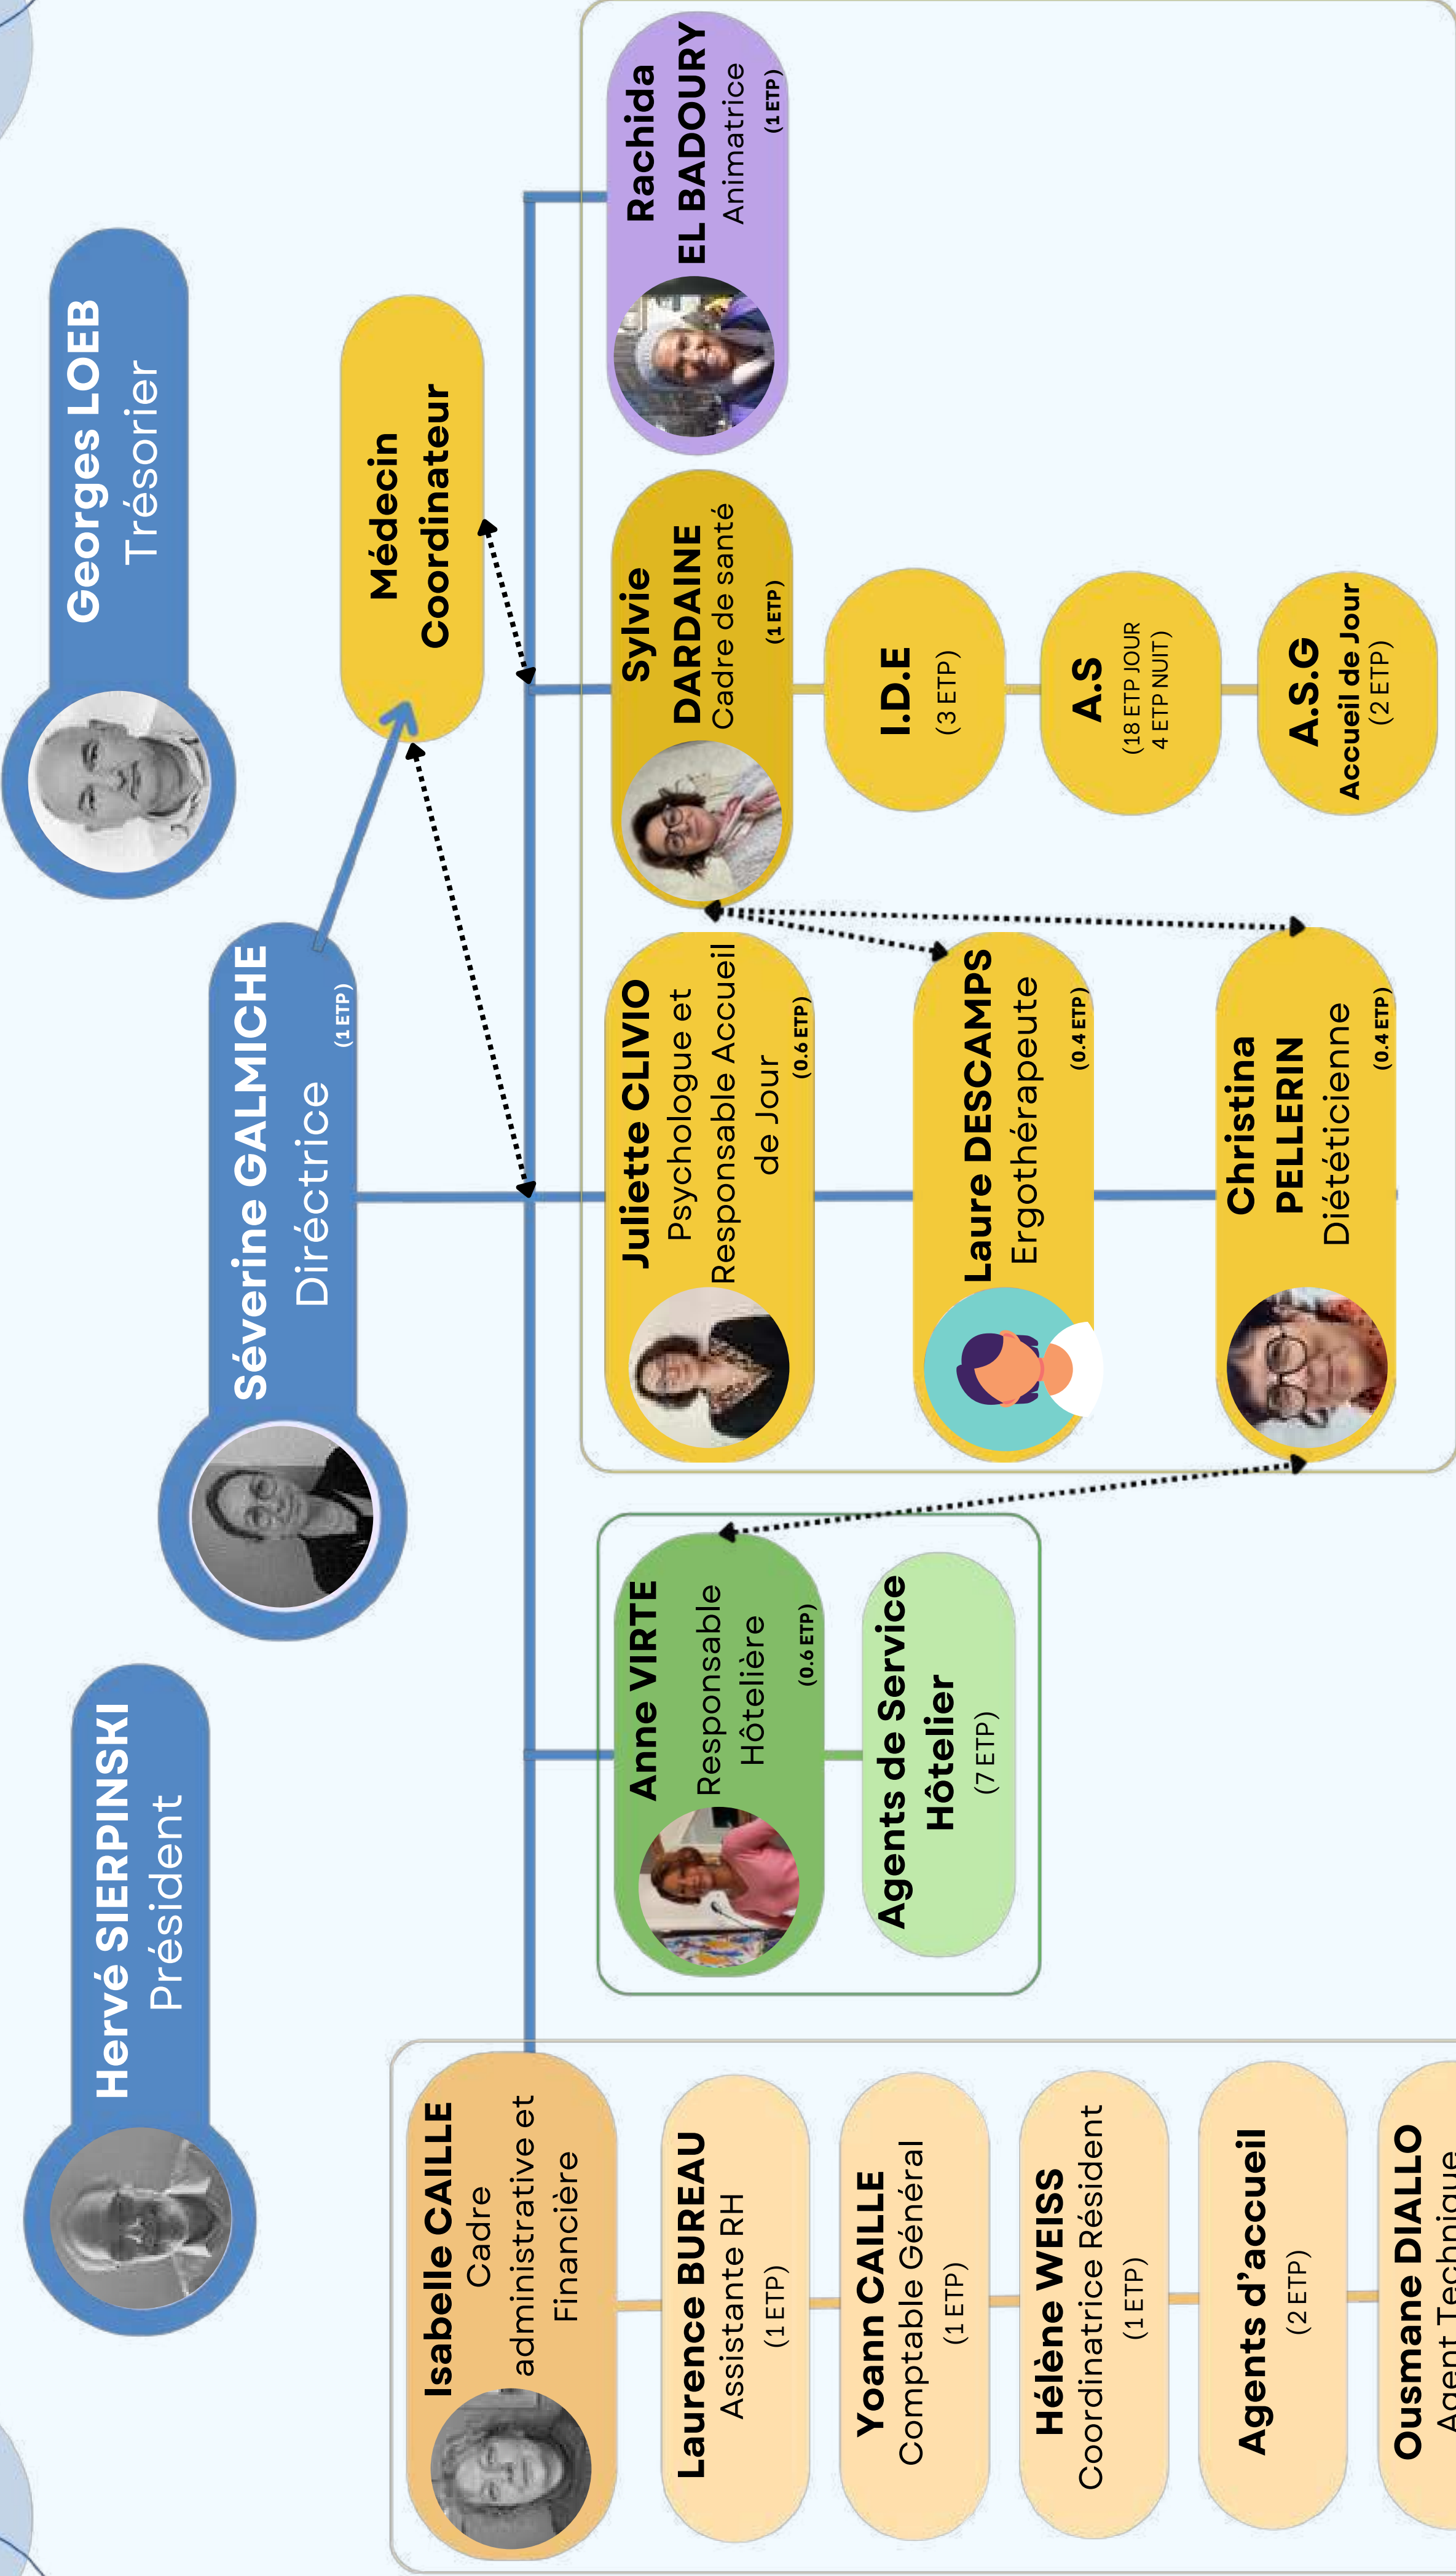 Hervé SIERPINSKI
Président
Georges LOEB
Trésorier
Séverine GALMICHE
Diréctrice
(1 ETP)
Médecin
Coordinateur
Isabelle CAILLE
Cadre
administrative et
Financière
Laurence BUREAU
Assistante RH
(1 ETP)
Yoann CAILLE
Comptable Général
(1 ETP)
Hélène WEISS
Coordinatrice Résident
(1 ETP)
Agents d'accueil
(2 ETP)
Ousmane DIALLO
Agent Technique
Anne VIRTE
Responsable
Hôtelière
(0.6 ETP)
Agents de Service
Hôtelier
(7 ETP)
Juliette CLIVIO
Psychologue et
Responsable Accueil
de Jour
(0.6 ETP)
Laure DESCAMPS
Ergothérapeute
(0.4 ETP)
Christina
PELLERIN
Diététicienne
(0.4 ETP)
Sylvie
DARDAINE
Cadre de santé
(1 ETP)
I.D.E
(3 ETP)
A.S
(18 ETP JOUR
4 ETP NUIT)
A.S.G
Accueil de Jour
(2 ETP)
Rachida
EL BADOURY
Animatrice
(1 ETP)